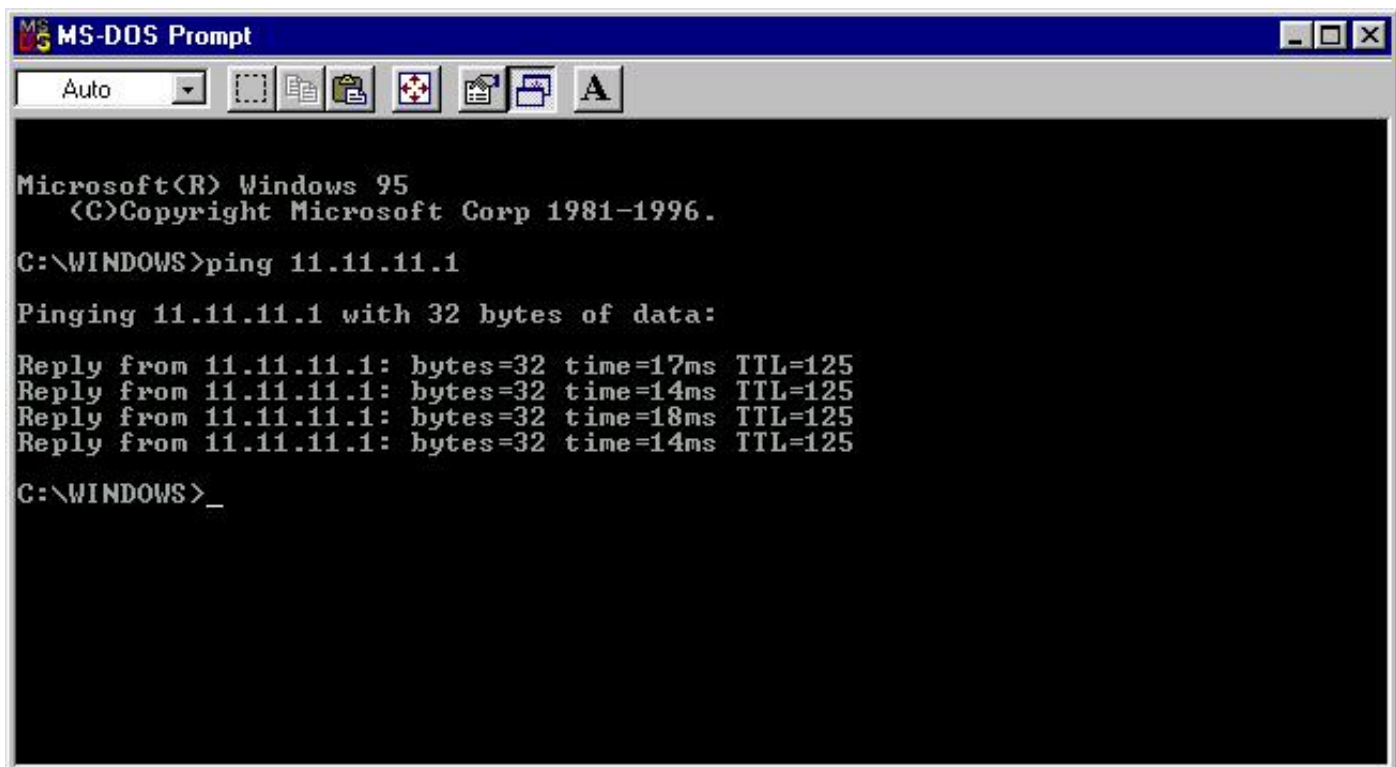 MS-DOS Prompt
Auto
A
Microsoft(R) Windows 95
(C)Copyright Microsoft Corp 1981-1996.
C:\WINDOWS>ping 11.11.11.1
Pinging 11.11.11.1 with 32 bytes of data:
Reply from 11.11.11.1: bytes=32 time=17ms TTL=125
Reply from 11.11.11.1: bytes=32 time=14ms TTL=125
Reply from 11.11.11.1: bytes=32 time=18ms TTL=125
Reply from 11.11.11.1: bytes=32 time=14ms TTL=125
C:\WINDOWS>_